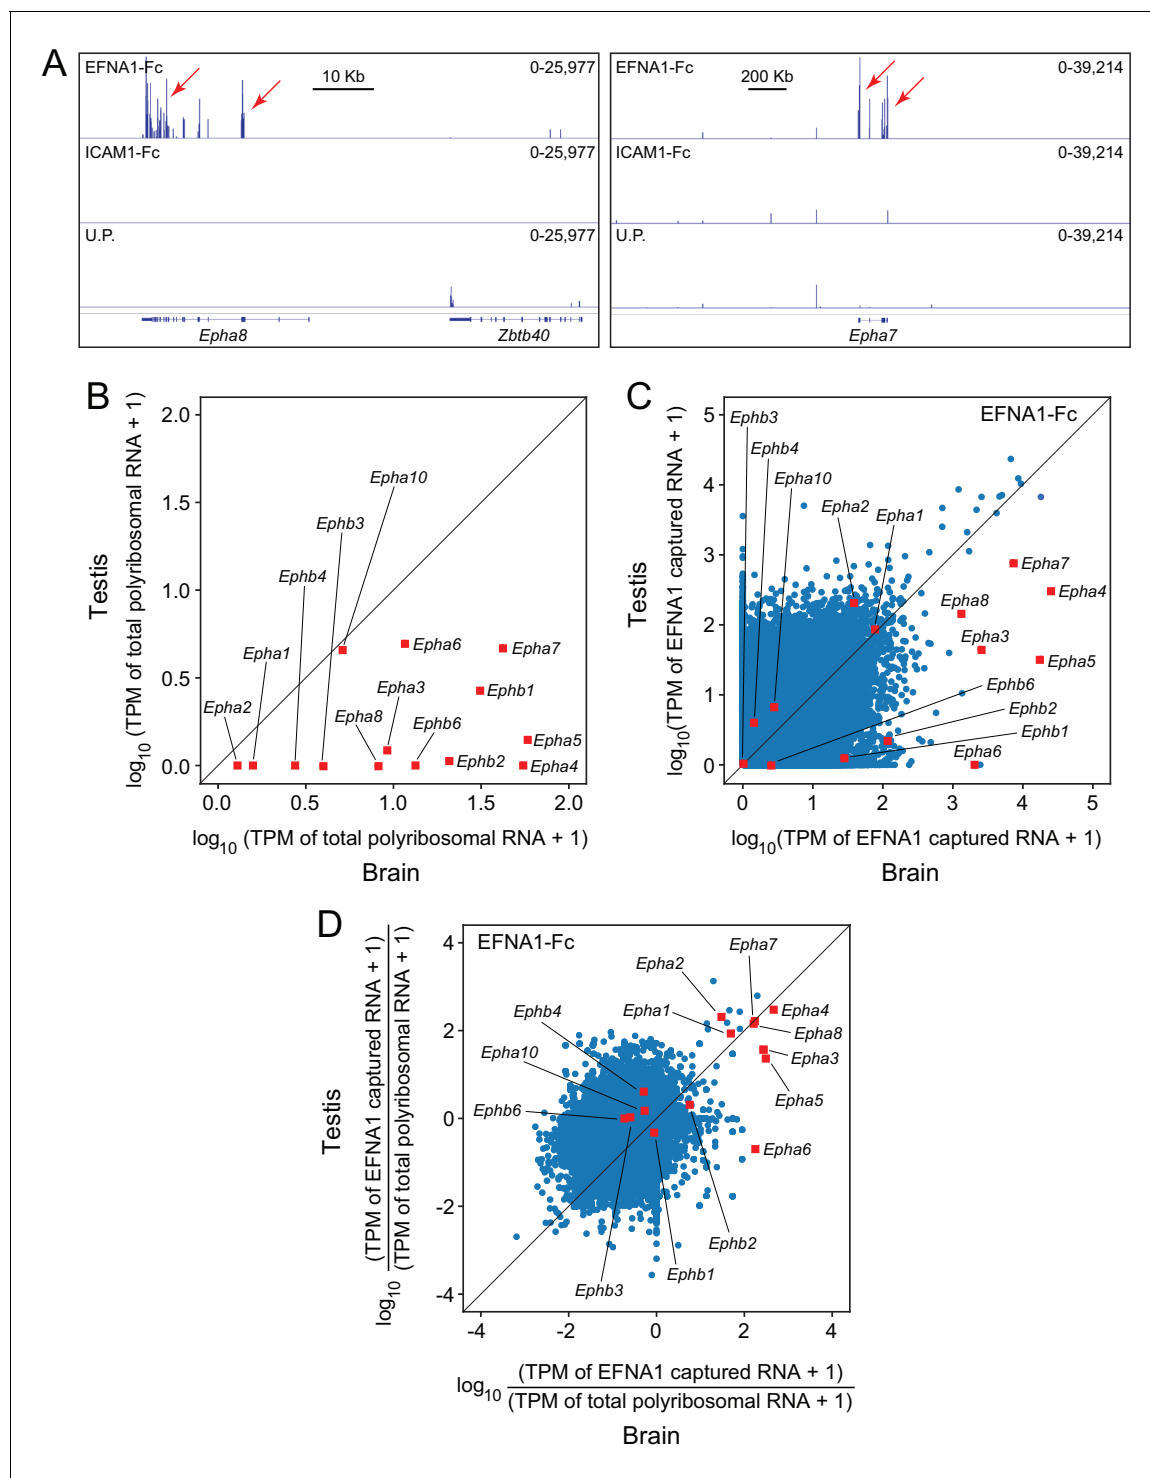 A
EFNA1-Fc
10 Kb
0-25,977
ICAM1-Fc
0-25,977
U.P.
0-25,977
Epha8
Zbtb40
EFNA1-Fc
200 Kb
0-39,214
ICAM1-Fc
0-39,214
U.P.
0-39,214
Epha7
B
Testis
log10 (TPM of total polyribosomal RNA + 1)
2.0
1.5
1.0
0.5
0.0
Epha10
Ephb3
Ephb4
Epha1
Epha2
Epha6
Epha7
Epha3
Ephb1
Epha8
Ephb6
Epha5
Ephb2
Epha4
0.0
0.5
1.0
1.5
2.0
log10 (TPM of total polyribosomal RNA + 1)
Brain
C
Testis
log10(TPM of EFNA1 captured RNA + 1)
5
4
3
2
1
0
EFNA1-Fc
Ephb3
Ephb4
Epha10
Epha2
Epha1
Epha7
Epha4
Epha8
Epha3
Epha5
Ephb6
Ephb2
Ephb1
Epha6
0
1
2
3
4
5
log10(TPM of EFNA1 captured RNA + 1)
Brain
D
Testis
log10 (TPM of EFNA1 captured RNA + 1)
(TPM of total polyribosomal RNA + 1)
4
2
0
-2
-4
EFNA1-Fc
Epha7
Epha2
Epha1
Ephb4
Epha4
Epha8
Epha10
Epha3
Epha5
Ephb6
Epha6
Ephb2
Ephb1
Ephb3
-4
-2
0
2
4
log10 (TPM of EFNA1 captured RNA + 1)
(TPM of total polyribosomal RNA + 1)
Brain